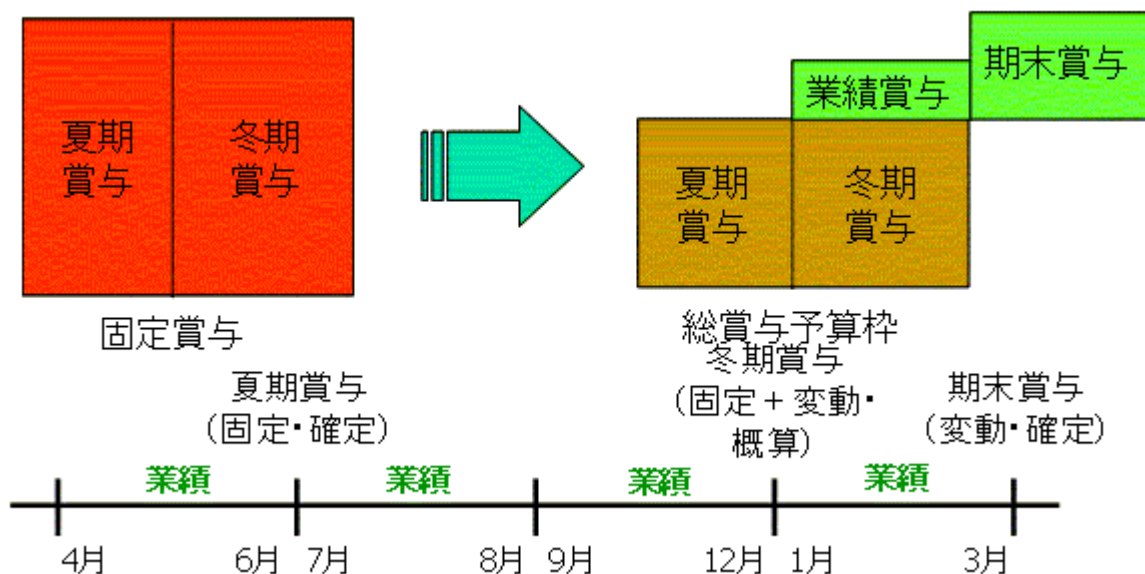 夏期
賞与
冬期
賞与
固定賞与
業績賞与
期末賞与
夏期
賞与
冬期
賞与
総賞与予算枠
夏期賞与
(固定・確定)
冬期賞与
(固定+変動・
概算)
期末賞与
(変動・確定)
業績
業績
業績
業績
4月
6月
7月
8月
9月
12月
1月
3月